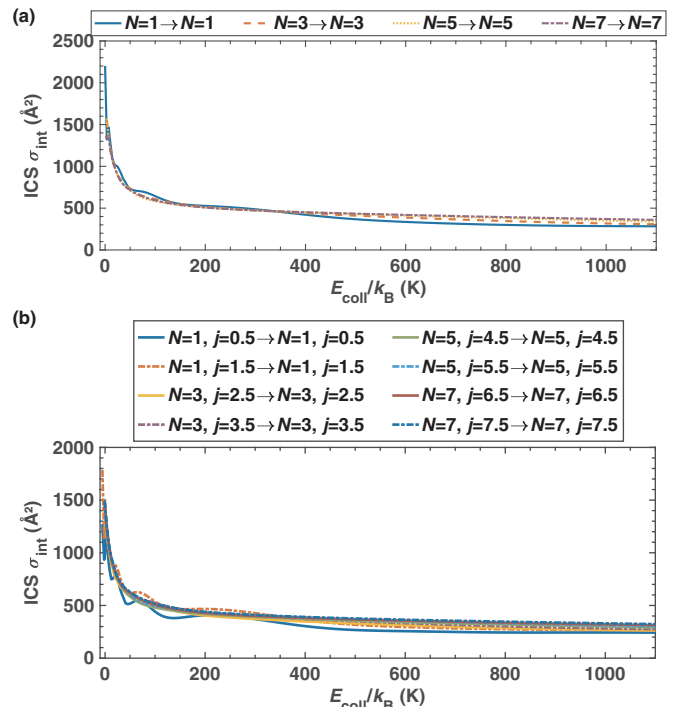 (a)
N=1→N=1 N=3→N=3 N=5→N=5 N=7→N=7
2500
2000
1500
1000
500
0
ICS σint (Å²)
0 200 400 600 800 1000
Ecoll/kB (K)
(b)
N=1, j=0.5→N=1, j=0.5 N=5, j=4.5→N=5, j=4.5
N=1, j=1.5→N=1, j=1.5 N=5, j=5.5→N=5, j=5.5
N=3, j=2.5→N=3, j=2.5 N=7, j=6.5→N=7, j=6.5
N=3, j=3.5→N=3, j=3.5 N=7, j=7.5→N=7, j=7.5
2000
1500
1000
500
0
ICS σint (Å²)
0 200 400 600 800 1000
Ecoll/kB (K)